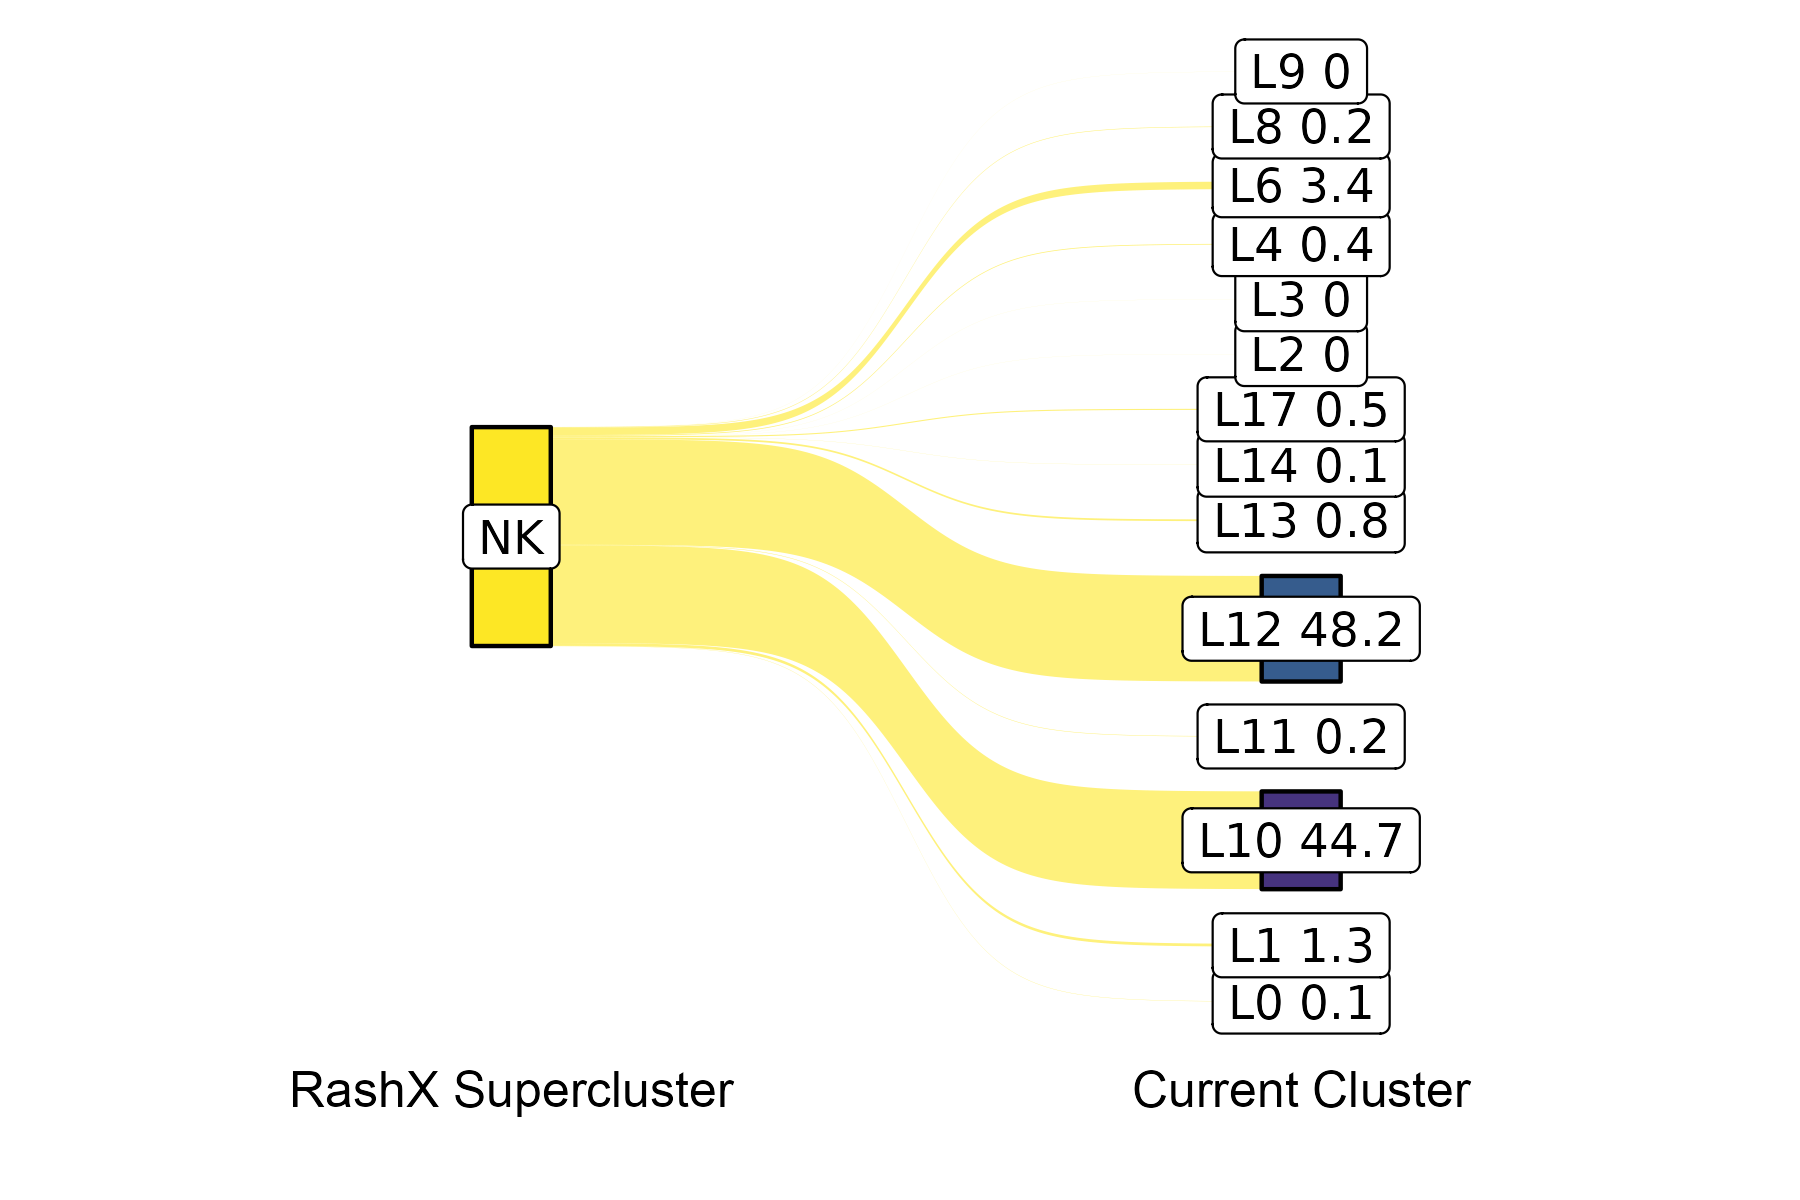 L9 0
L8 0.2
L6 3.4
L4 0.4
L3 0
L2 0
L17 0.5
L14 0.1
L13 0.8
NK
L12 48.2
L11 0.2
L10 44.7
L1 1.3
L0 0.1
RashX Supercluster
Current Cluster